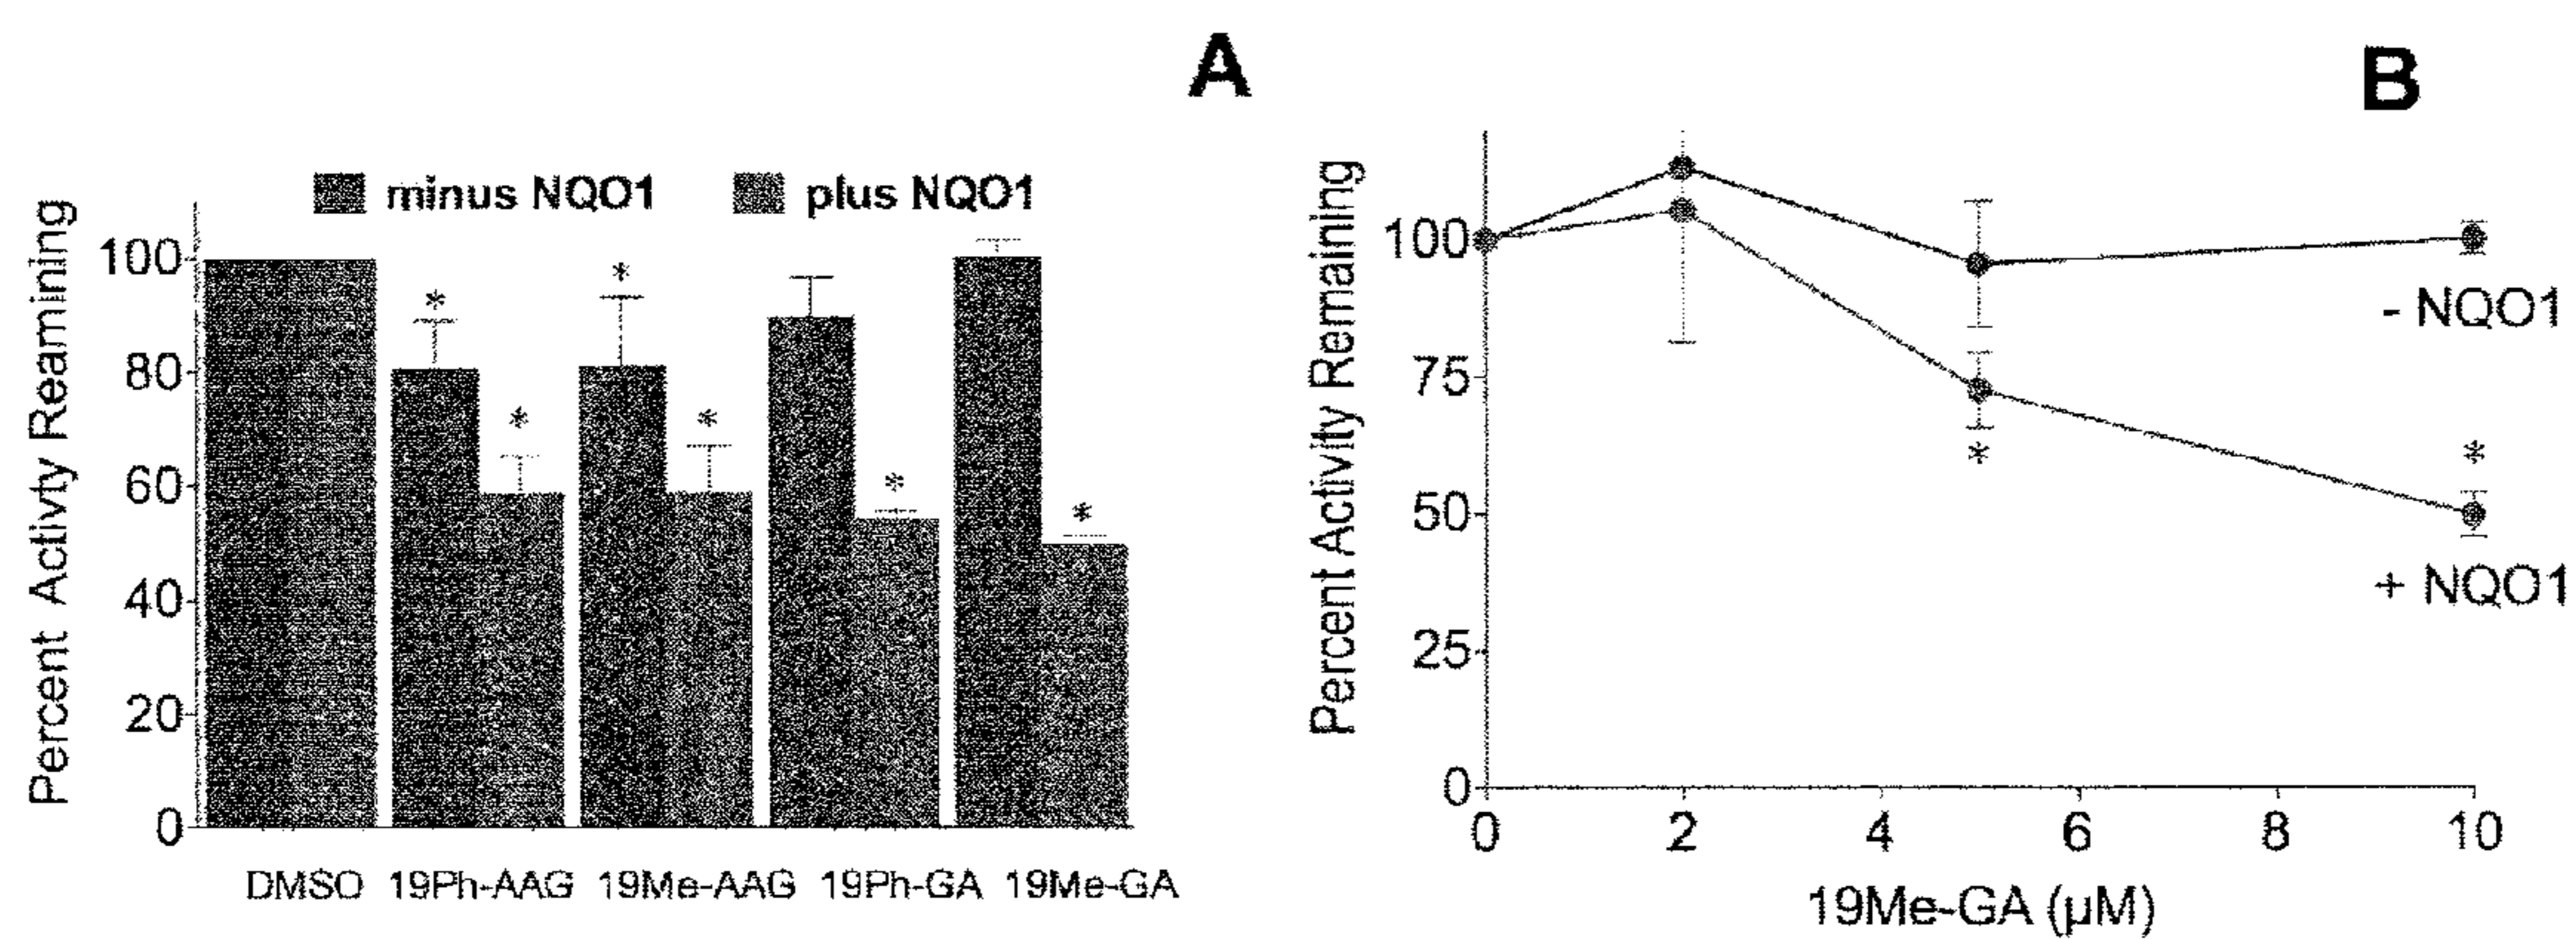 A
B
minus NQO1 plus NQO1
Percent Activity Reamining
100
80
60
40
20
0
* * * * * *
DMSO 19Ph-AAG 19Me-AAG 19Ph-GA 19Me-GA
Percent Activity Remaining
100
75
50
25
0
* *
- NQO1
+ NQO1
0 2 4 6 8 10
19Me-GA (µM)